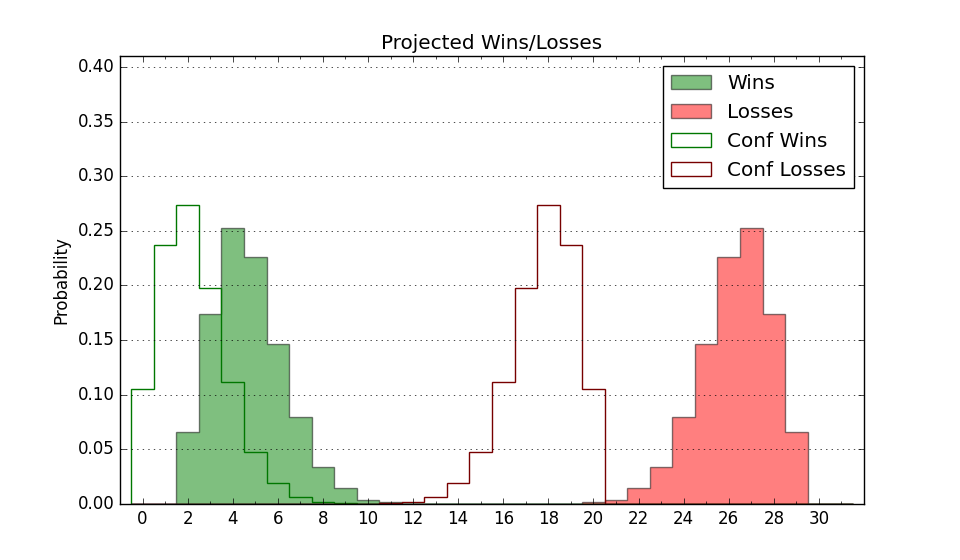 Projected Wins/Losses
0.40
0.35
0.30
0.25
0.20
0.15
0.10
0.05
0.00
Probability
Wins
Losses
Conf Wins
Conf Losses
0 2 4 6 8 10 12 14 16 18 20 22 24 26 28 30